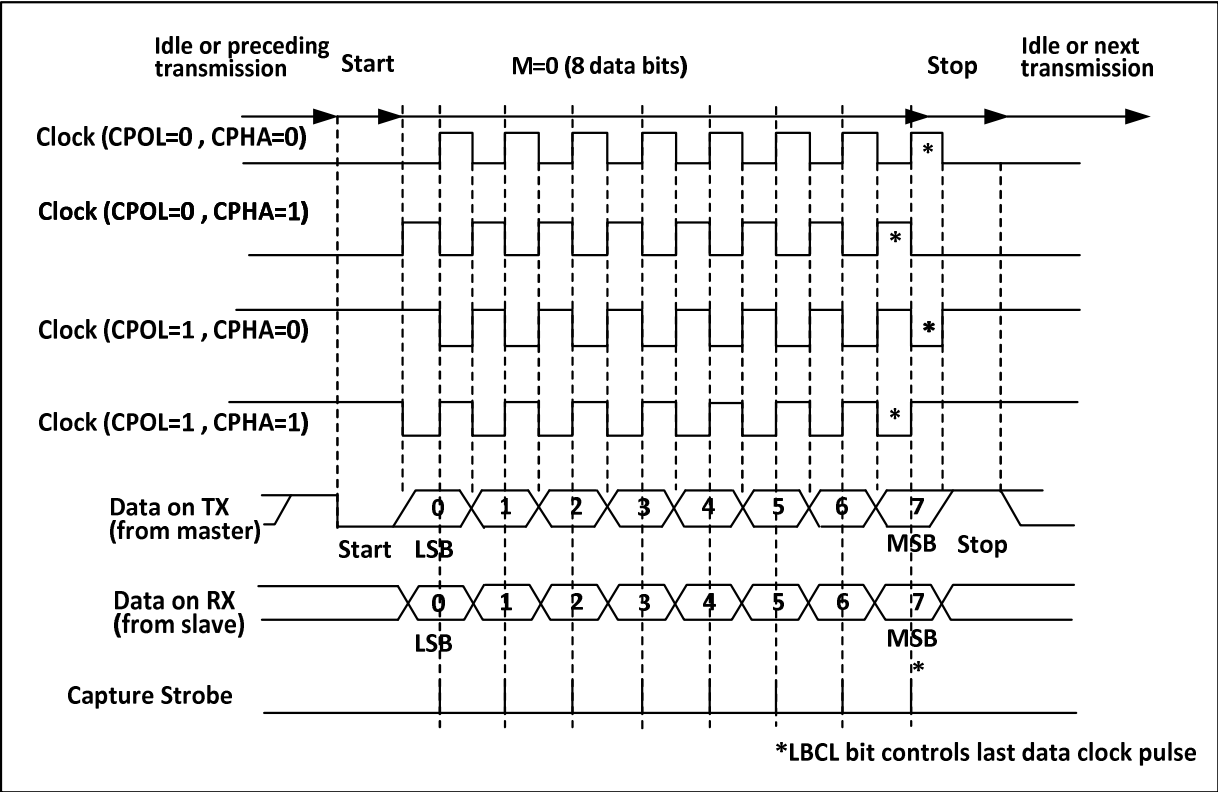 Idle or preceding
transmission
Start
M=0 (8 data bits)
Stop
Idle or next
transmission
Clock (CPOL=0 , CPHA=0)
*
Clock (CPOL=0 , CPHA=1)
*
Clock (CPOL=1 , CPHA=0)
*
Clock (CPOL=1 , CPHA=1)
*
Data on TX
(from master)
0 1 2 3 4 5 6 7
Start LSB MSB Stop
Data on RX
(from slave)
0 1 2 3 4 5 6 7
LSB MSB
*
Capture Strobe
*LBCL bit controls last data clock pulse